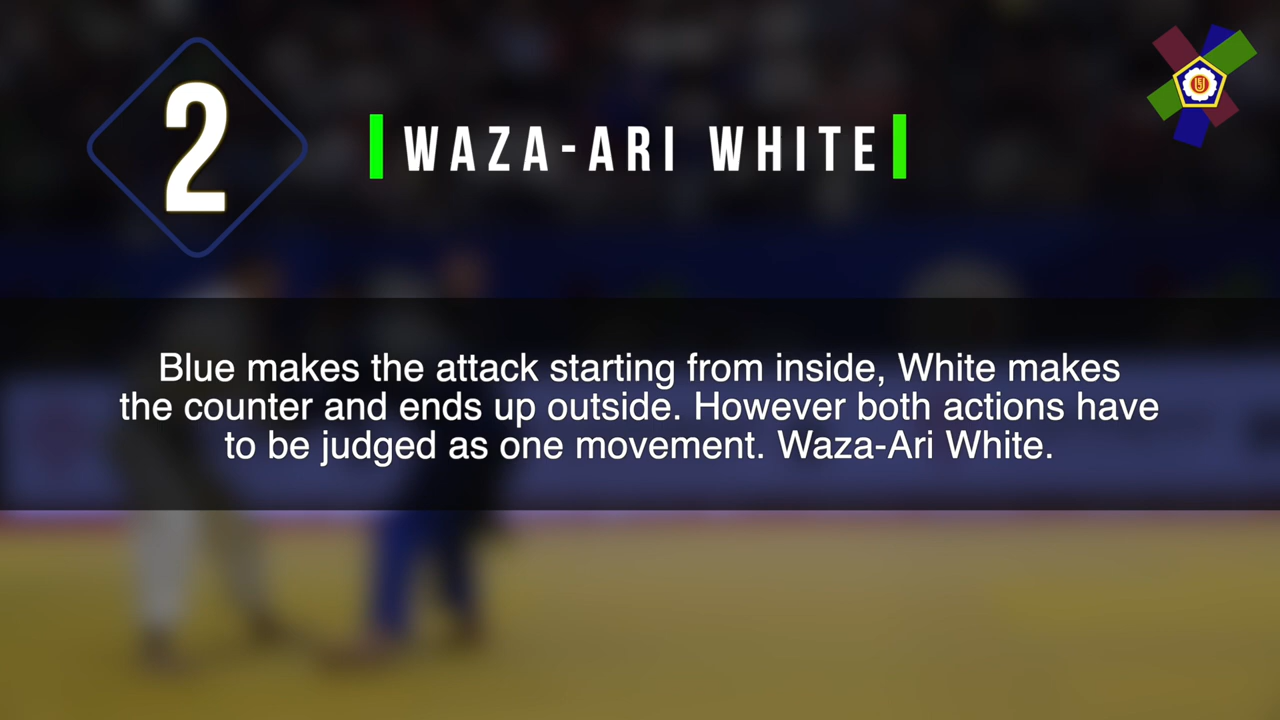 2
WAZA-ARI WHITE
Blue makes the attack starting from inside, White makes
the counter and ends up outside. However both actions have
to be judged as one movement. Waza-Ari White.